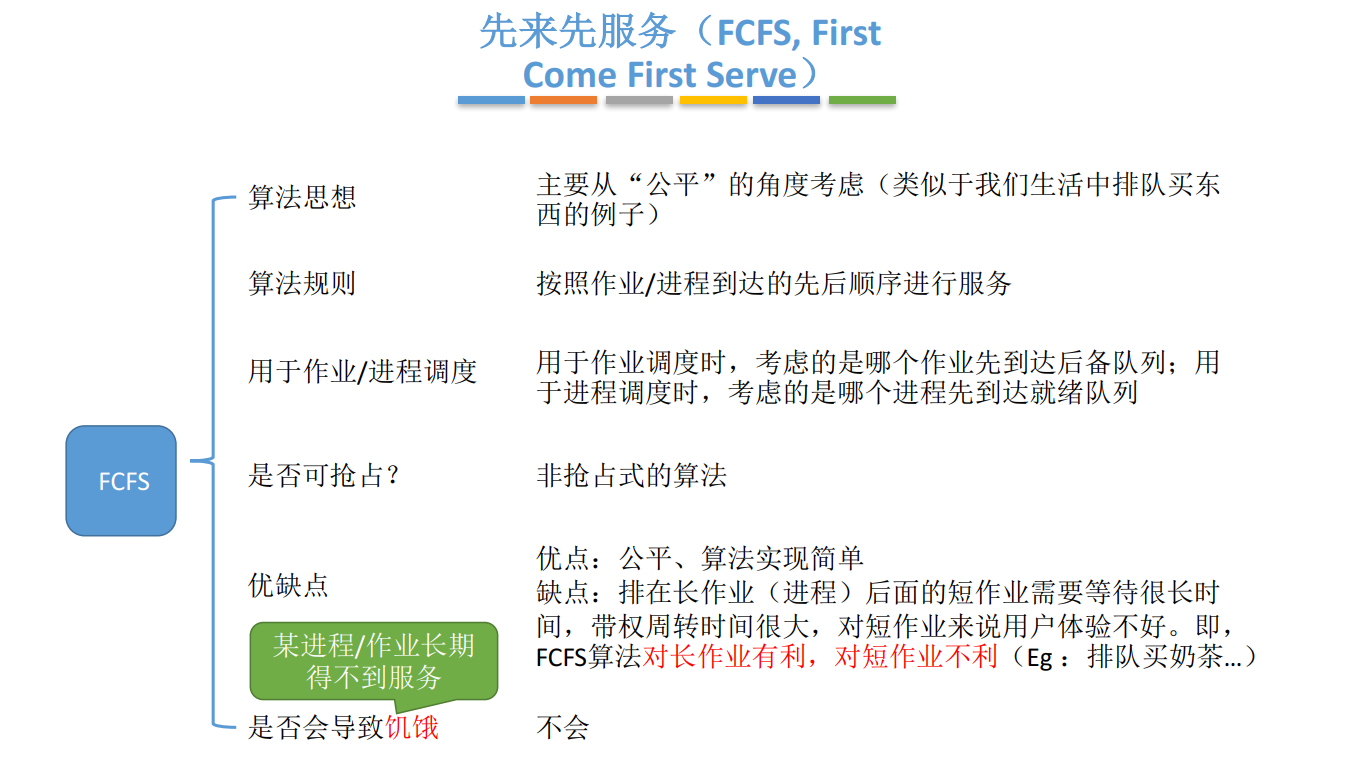 先来先服务（FCFS, First
Come First Serve）
算法思想
主要从“公平”的角度考虑（类似于我们生活中排队买东
西的例子）
算法规则
按照作业/进程到达的先后顺序进行服务
用于作业/进程调度
用于作业调度时，考虑的是哪个作业先到达后备队列；用
于进程调度时，考虑的是哪个进程先到达就绪队列
FCFS
是否可抢占？
非抢占式的算法
优缺点
优点：公平、算法实现简单
缺点：排在长作业（进程）后面的短作业需要等待很长时
间，带权周转时间很大，对短作业来说用户体验不好。即，
FCFS算法对长作业有利，对短作业不利（Eg：排队买奶茶…）
某进程/作业长期
得不到服务
是否会导致饥饿
不会